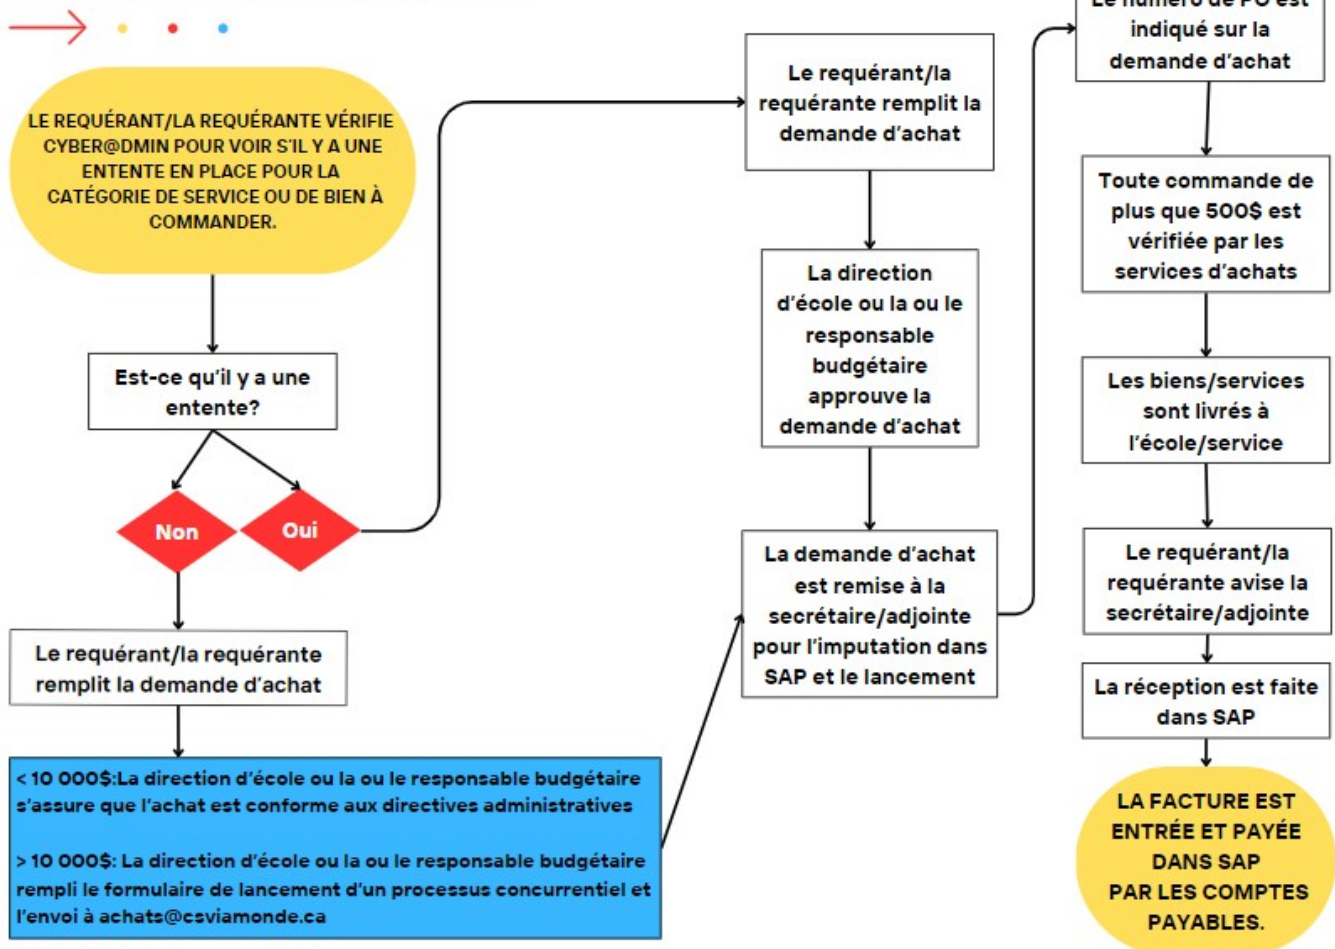 LE REQUÉRANT/LA REQUÉRANTE VÉRIFIE
CYBER@DMIN POUR VOIR S'IL Y A UNE
ENTENTE EN PLACE POUR LA
CATÉGORIE DE SERVICE OU DE BIEN À
COMMANDER.
Est-ce qu'il y a une
entente?
Non
Oui
Le requérant/la requérante
remplit la demande d'achat
< 10 000$:La direction d'école ou la ou le responsable budgétaire
s'assure que l'achat est conforme aux directives administratives
> 10 000$: La direction d'école ou la ou le responsable budgétaire
rempli le formulaire de lancement d'un processus concurrentiel et
l'envoi à achats@csviamonde.ca
Le requérant/la
requérante remplit la
demande d'achat
La direction
d'école ou la ou le
responsable
budgétaire
approuve la
demande d'achat
La demande d'achat
est remise à la
secrétaire/adjointe
pour l'imputation dans
SAP et le lancement
Le numéro de PO est
indiqué sur la
demande d'achat
Toute commande de
plus que 500$ est
vérifiée par les
services d'achats
Les biens/services
sont livrés à
l'école/service
Le requérant/la
requérante avise la
secrétaire/adjointe
La réception est faite
dans SAP
LA FACTURE EST
ENTRÉE ET PAYÉE
DANS SAP
PAR LES COMPTES
PAYABLES.